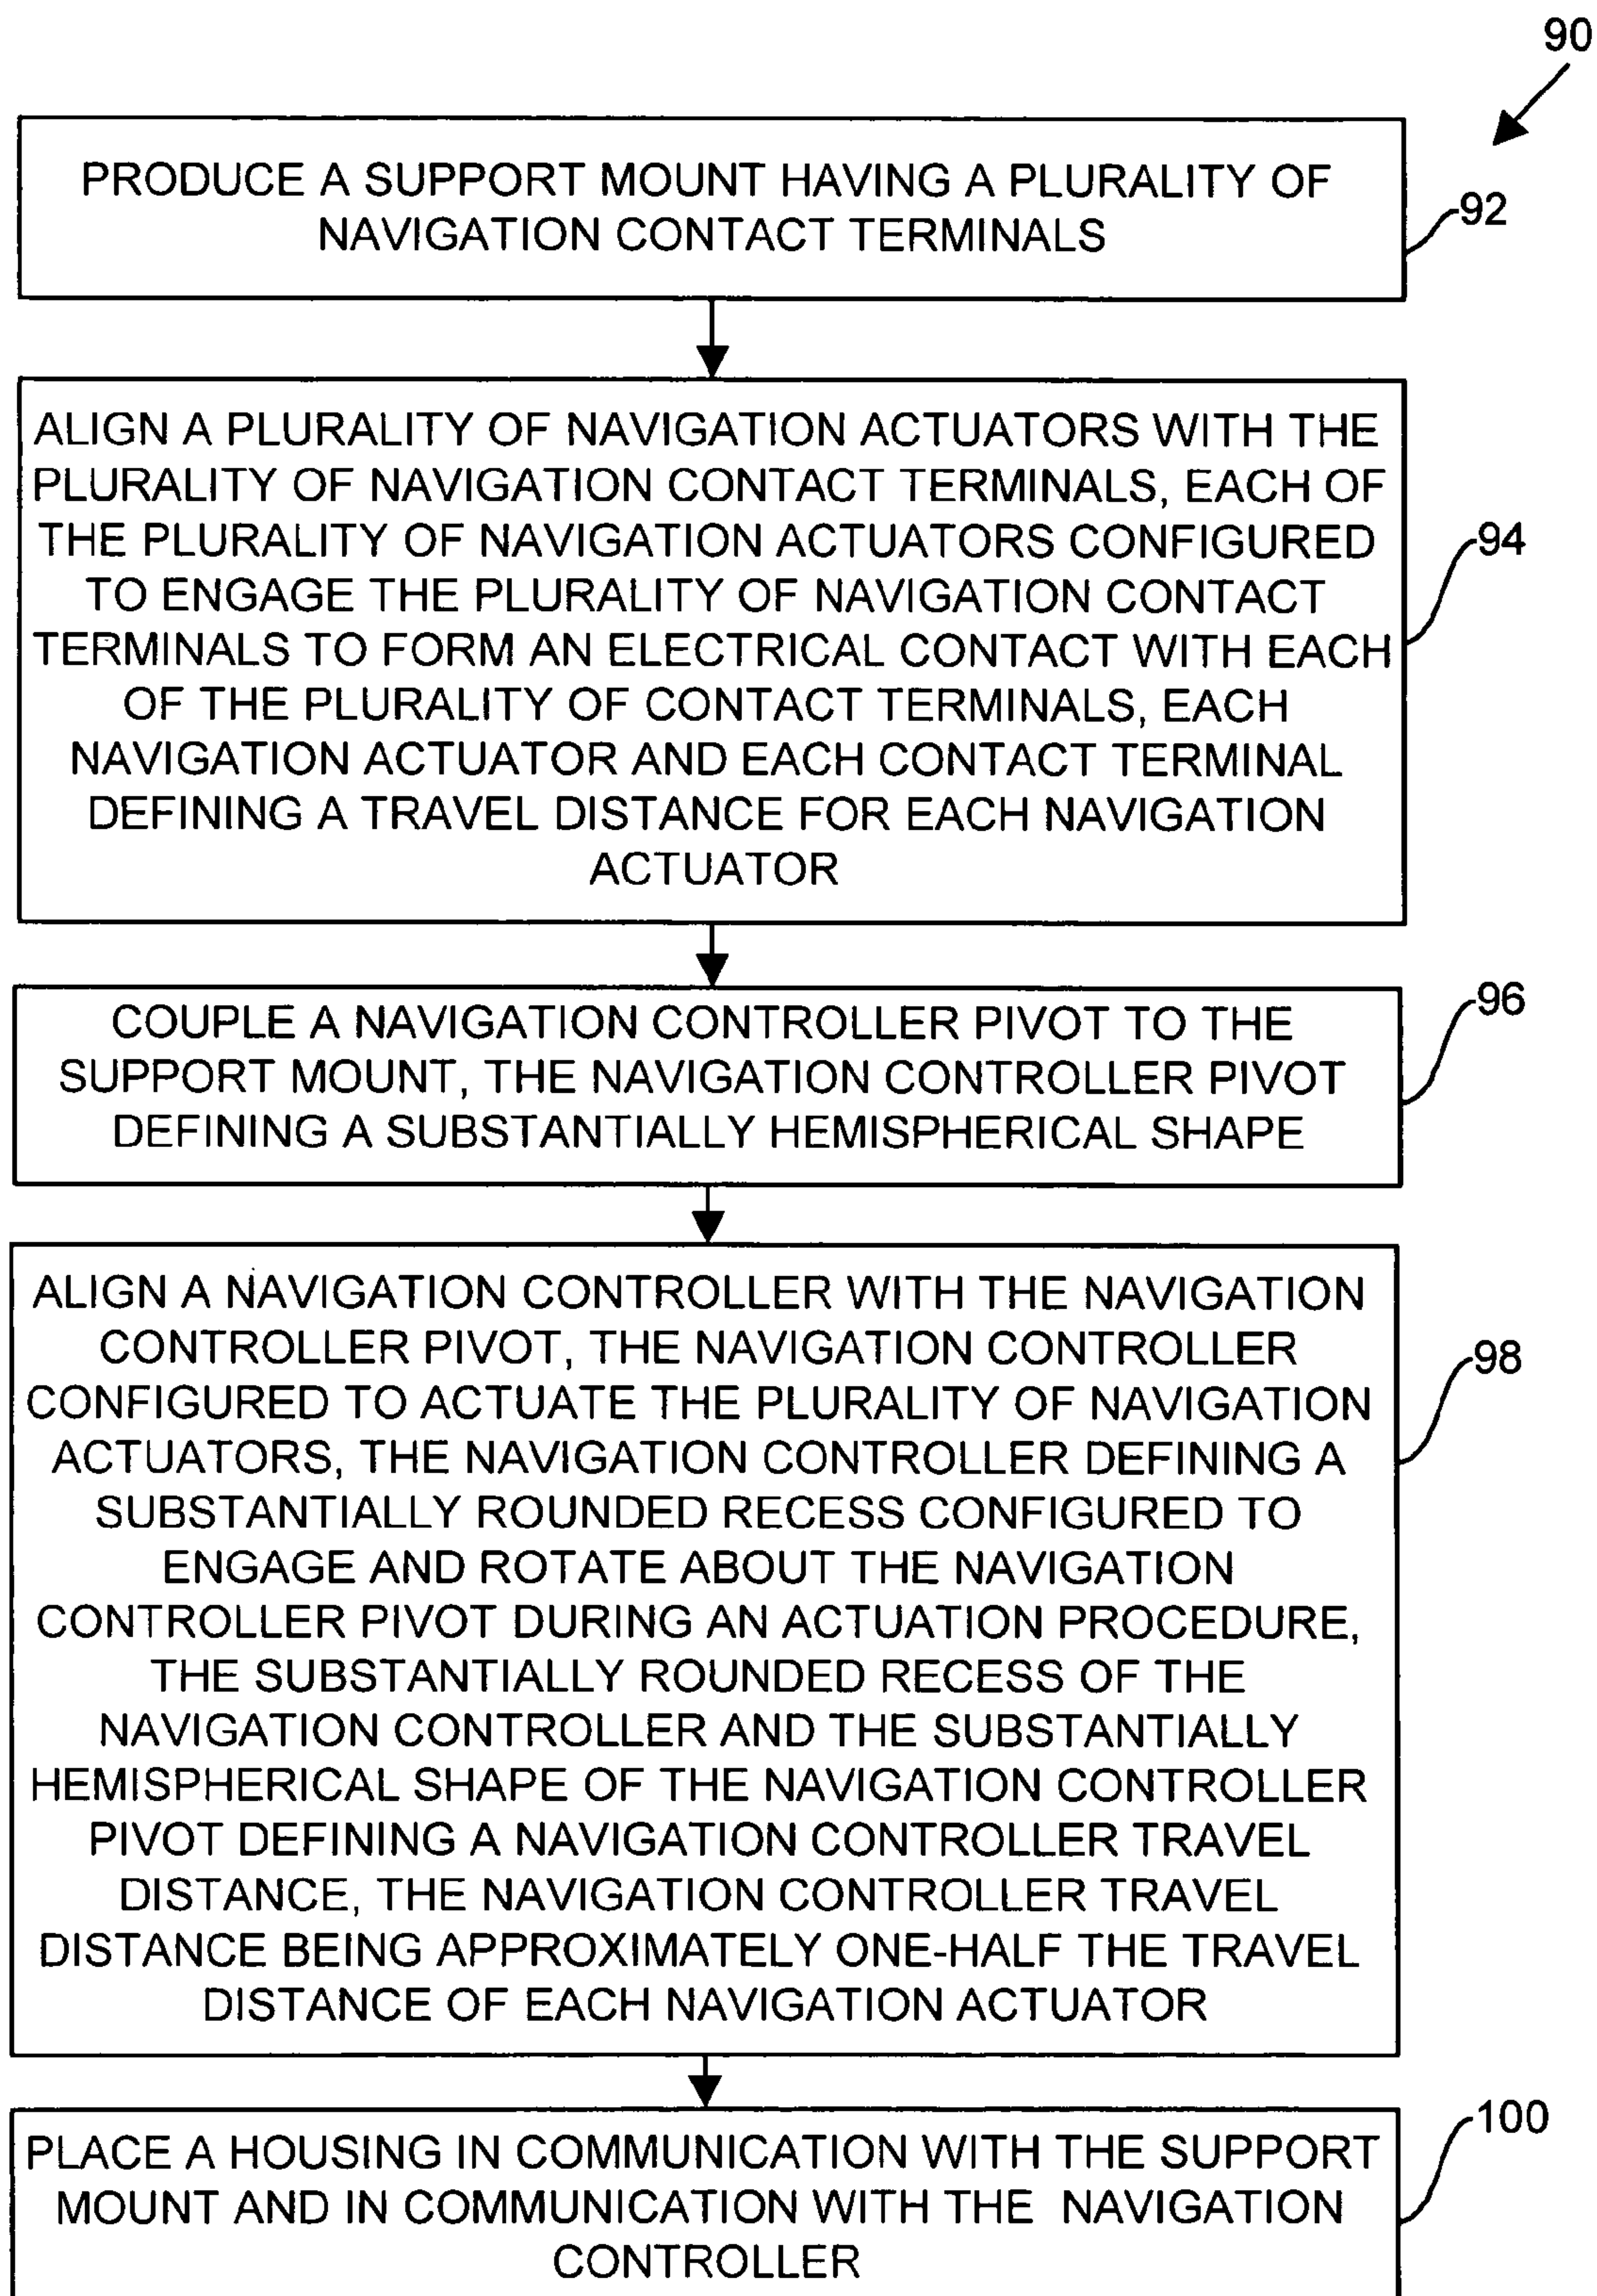 90
PRODUCE A SUPPORT MOUNT HAVING A PLURALITY OF
NAVIGATION CONTACT TERMINALS
92
ALIGN A PLURALITY OF NAVIGATION ACTUATORS WITH THE
PLURALITY OF NAVIGATION CONTACT TERMINALS, EACH OF
THE PLURALITY OF NAVIGATION ACTUATORS CONFIGURED
TO ENGAGE THE PLURALITY OF NAVIGATION CONTACT
TERMINALS TO FORM AN ELECTRICAL CONTACT WITH EACH
OF THE PLURALITY OF CONTACT TERMINALS, EACH
NAVIGATION ACTUATOR AND EACH CONTACT TERMINAL
DEFINING A TRAVEL DISTANCE FOR EACH NAVIGATION
ACTUATOR
94
COUPLE A NAVIGATION CONTROLLER PIVOT TO THE
SUPPORT MOUNT, THE NAVIGATION CONTROLLER PIVOT
DEFINING A SUBSTANTIALLY HEMISPHERICAL SHAPE
96
ALIGN A NAVIGATION CONTROLLER WITH THE NAVIGATION
CONTROLLER PIVOT, THE NAVIGATION CONTROLLER
CONFIGURED TO ACTUATE THE PLURALITY OF NAVIGATION
ACTUATORS, THE NAVIGATION CONTROLLER DEFINING A
SUBSTANTIALLY ROUNDED RECESS CONFIGURED TO
ENGAGE AND ROTATE ABOUT THE NAVIGATION
CONTROLLER PIVOT DURING AN ACTUATION PROCEDURE,
THE SUBSTANTIALLY ROUNDED RECESS OF THE
NAVIGATION CONTROLLER AND THE SUBSTANTIALLY
HEMISPHERICAL SHAPE OF THE NAVIGATION CONTROLLER
PIVOT DEFINING A NAVIGATION CONTROLLER TRAVEL
DISTANCE, THE NAVIGATION CONTROLLER TRAVEL
DISTANCE BEING APPROXIMATELY ONE-HALF THE TRAVEL
DISTANCE OF EACH NAVIGATION ACTUATOR
98
PLACE A HOUSING IN COMMUNICATION WITH THE SUPPORT
MOUNT AND IN COMMUNICATION WITH THE NAVIGATION
CONTROLLER
100